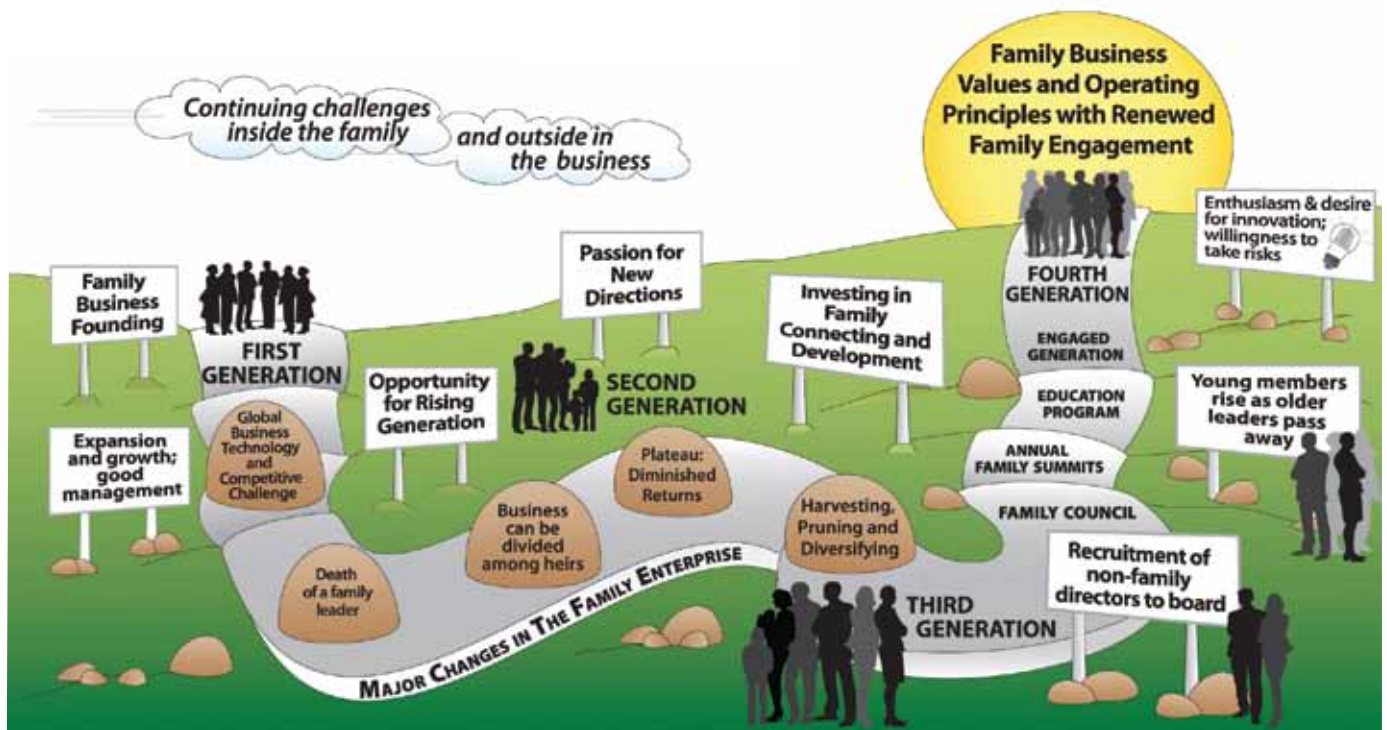 Continuing challenges
inside the family
and outside in
the business
Family Business
Values and Operating
Principles with Renewed
Family Engagement
Family
Business
Founding
FIRST
GENERATION
Expansion
and growth;
good
management
Global
Business
Technology
and
Competitive
Challenge
Opportunity
for Rising
Generation
Death
of a family
leader
Passion for
New
Directions
SECOND
GENERATION
Business
can be
divided
among heirs
Plateau:
Diminished
Returns
MAJOR CHANGES IN THE FAMILY ENTERPRISE
Investing in
Family
Connecting and
Development
Harvesting,
Pruning and
Diversifying
THIRD
GENERATION
Recruitment of
non-family
directors to board
FAMILY COUNCIL
ANNUAL
FAMILY SUMMITS
EDUCATION
PROGRAM
ENGAGED
GENERATION
FOURTH
GENERATION
Young members
rise as older
leaders pass
away
Enthusiasm & desire
for innovation;
willingness to
take risks